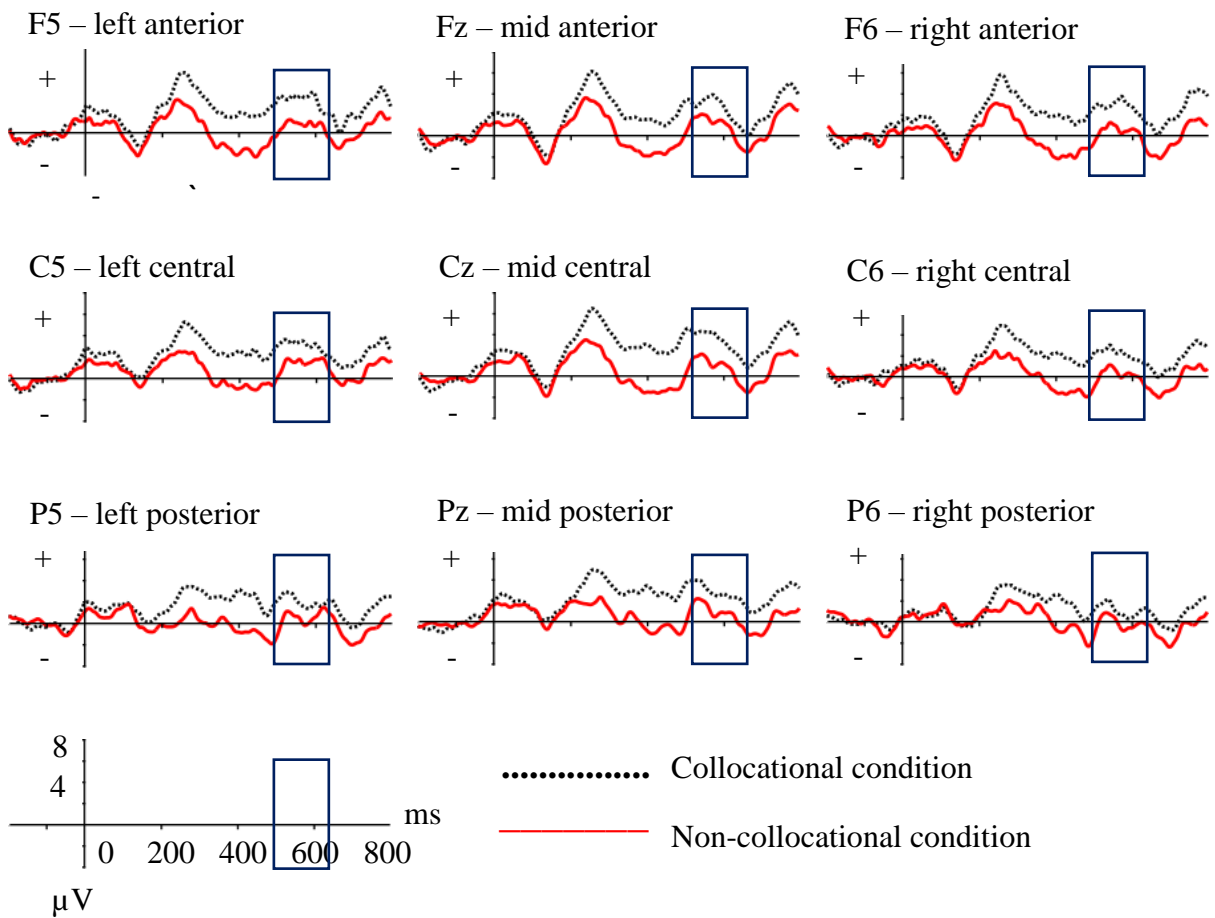 F5 – left anterior
Fz – mid anterior
F6 – right anterior
+
+
+
-
-
-
-
`
C5 – left central
Cz – mid central
C6 – right central
+
+
+
-
-
-
P5 – left posterior
Pz – mid posterior
P6 – right posterior
+
+
+
-
-
-
8
4
ms
0 200 400 600 800
µV
Collocational condition
Non-collocational condition